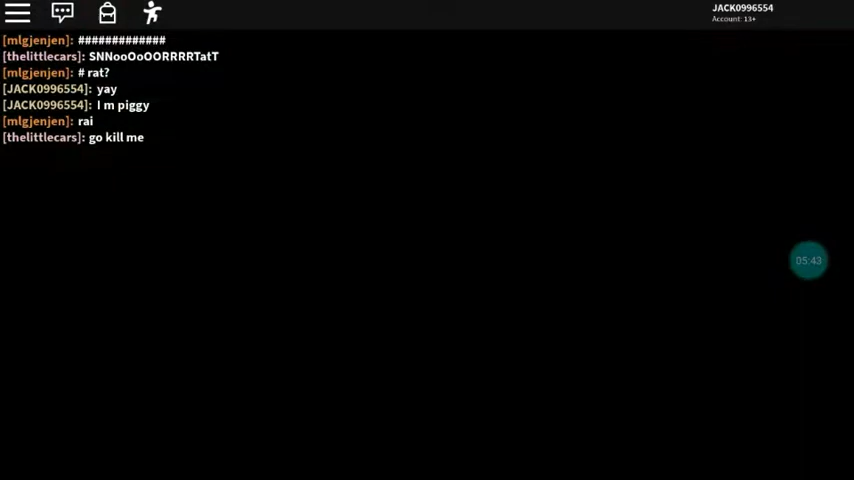 JACK0996554
Account: 13+
[mlgjenjen]: #############
[thelittlecars]: SNNooOoOORRRRTatT
[mlgjenjen]: # rat?
[JACK0996554]: yay
[JACK0996554]: I m piggy
[mlgjenjen]: rai
[thelittlecars]: go kill me
05:43